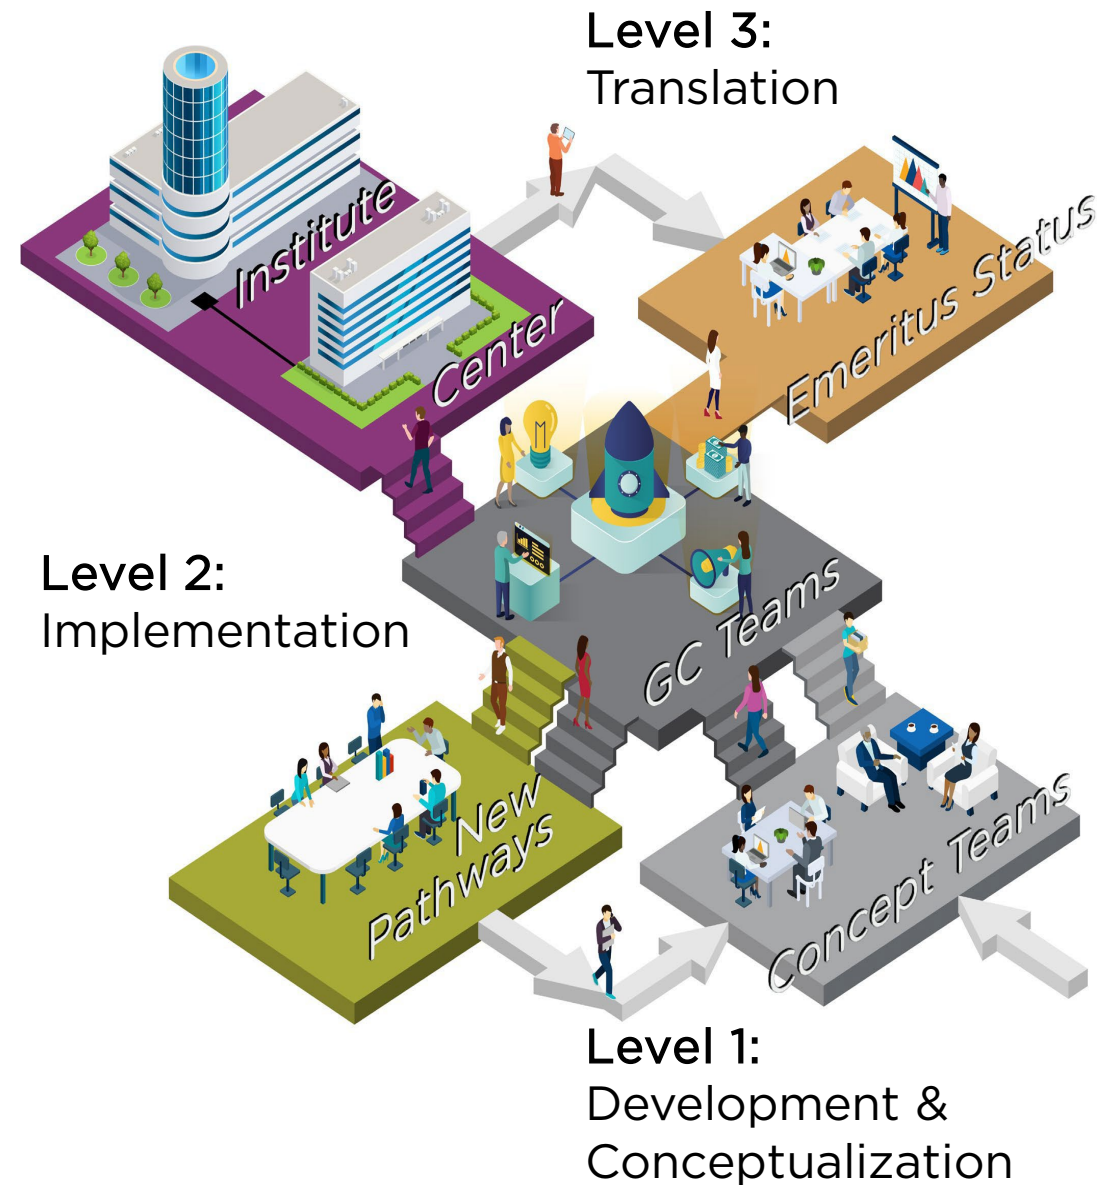 Level 3:
Translation
Institute
Center
Emeritus Status
Level 2:
Implementation
GC Teams
New
Pathways
Concept Teams
Level 1:
Development &
Conceptualization